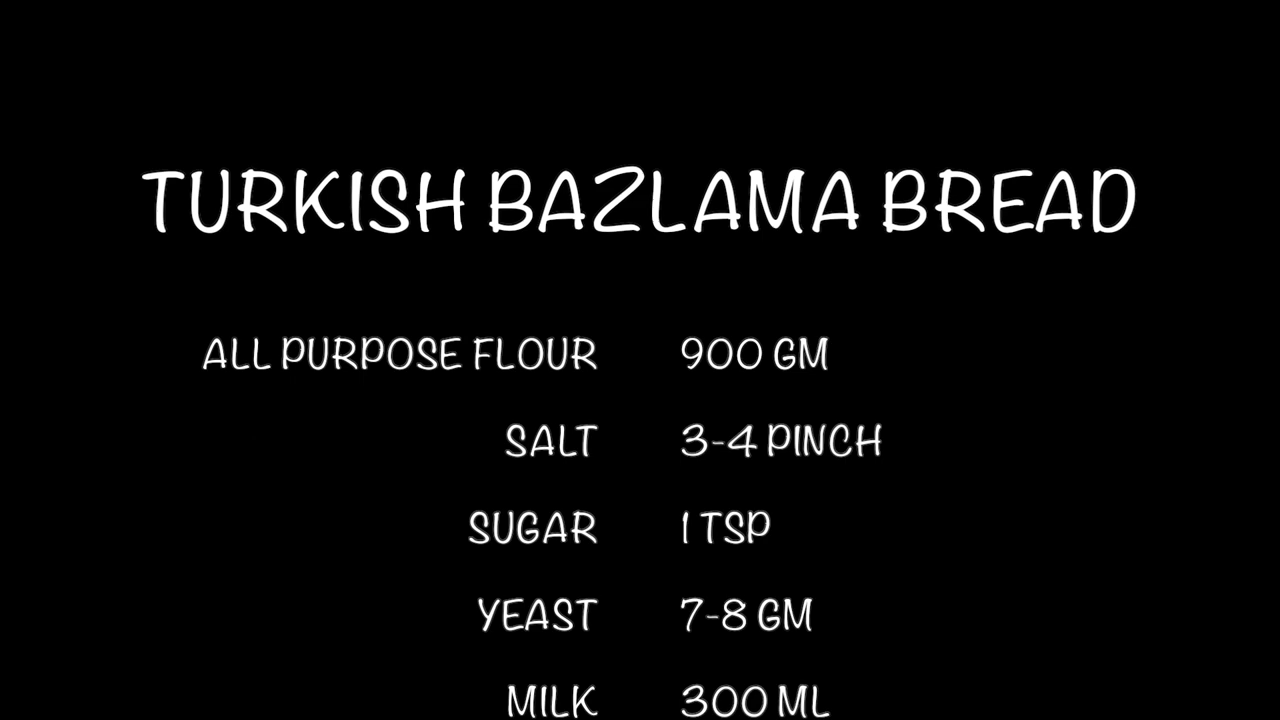 TURKISH BAZLAMA BREAD
ALL PURPOSE FLOUR 900 GM
SALT 3-4 PINCH
SUGAR 1 TSP
YEAST 7-8 GM
MILK 300 ML